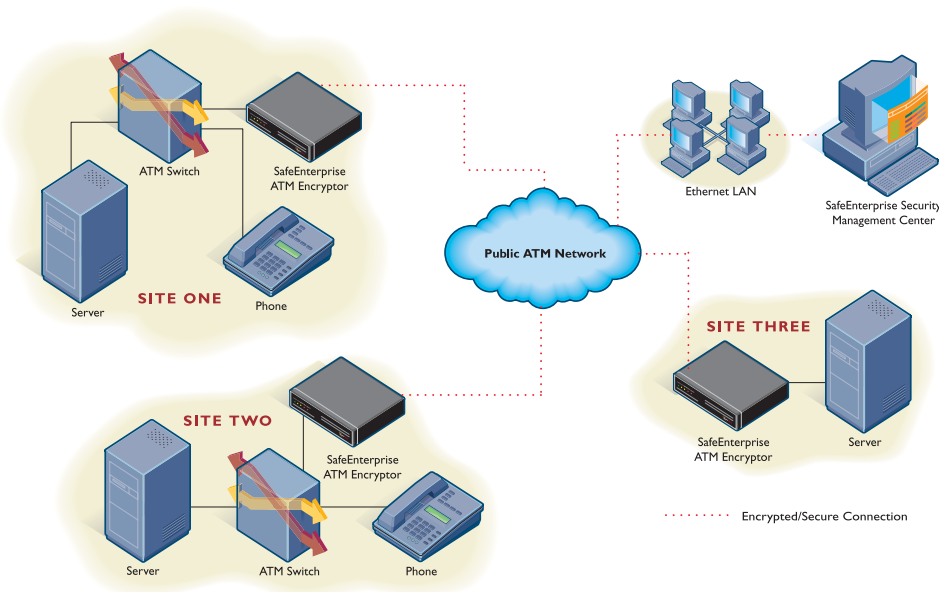 ATM Switch
SafeEnterprise
ATM Encryptor
Server
SITE ONE
Phone
Ethernet LAN
SafeEnterprise Security
Management Center
Public ATM Network
SITE THREE
SafeEnterprise
ATM Encryptor
Server
SITE TWO
SafeEnterprise
ATM Encryptor
Server
ATM Switch
Phone
Encrypted/Secure Connection